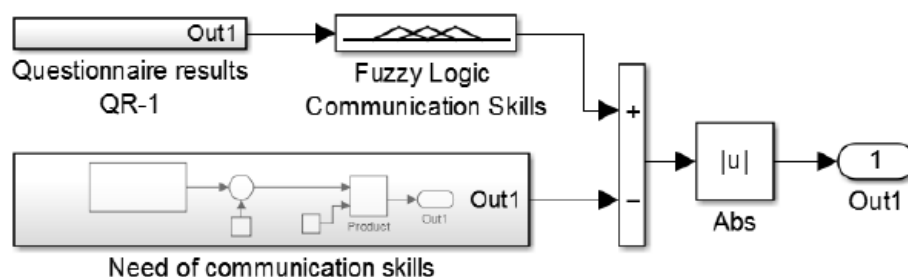 Out1
Questionnaire results
QR-1
Fuzzy Logic
Communication Skills
+
−
|u|
Abs
1
Out1
Product
Out1
Out1
Need of communication skills